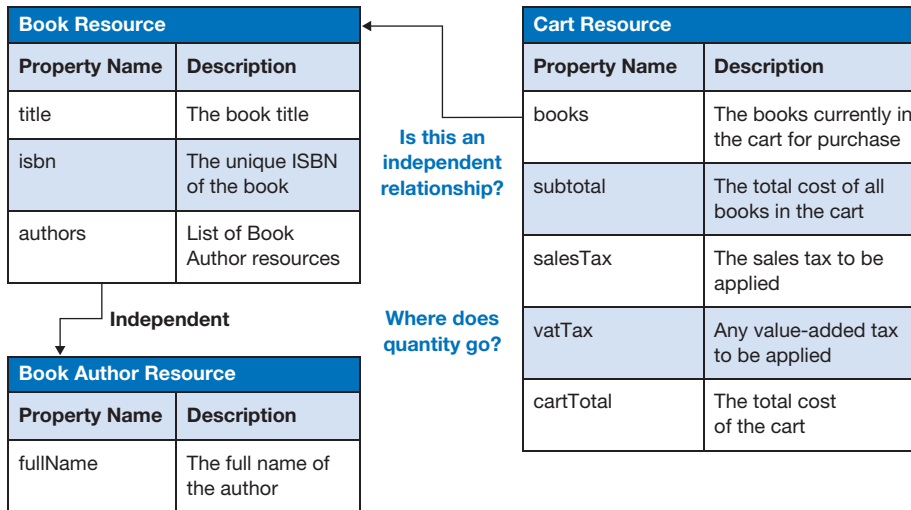 Book Resource
Property Name Description
title The book title
isbn The unique ISBN
of the book
authors List of Book
Author resources
Independent
Book Author Resource
Property Name Description
fullName The full name of
the author
Is this an
independent
relationship?
Where does
quantity go?
Cart Resource
Property Name Description
books The books currently in
the cart for purchase
subtotal The total cost of all
books in the cart
salesTax The sales tax to be
applied
vatTax Any value-added tax
to be applied
cartTotal The total cost
of the cart